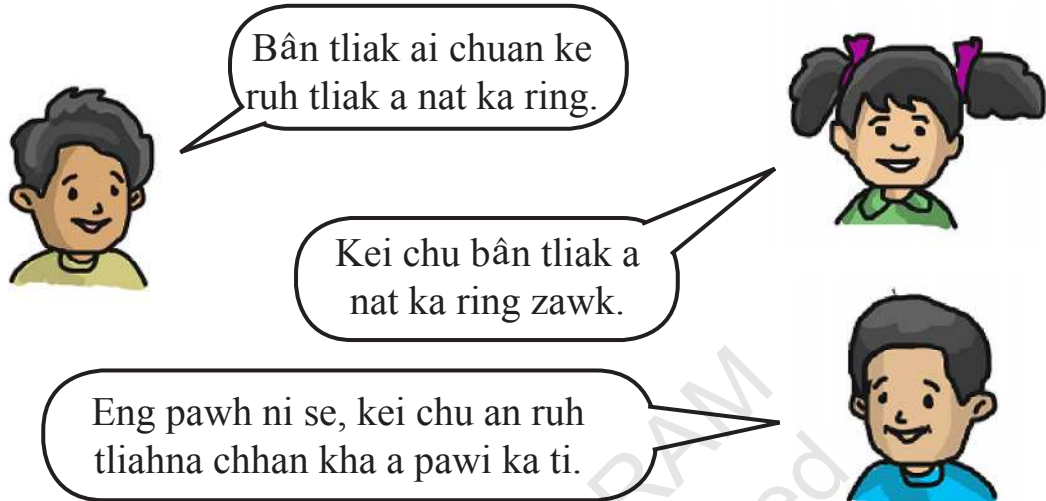 Bân tliak ai chuan ke
ruh tliak a nat ka ring.
Kei chu bân tliak a
nat ka ring zawk.
Eng pawh ni se, kei chu an ruh
tliahna chhan kha a pawi ka ti.